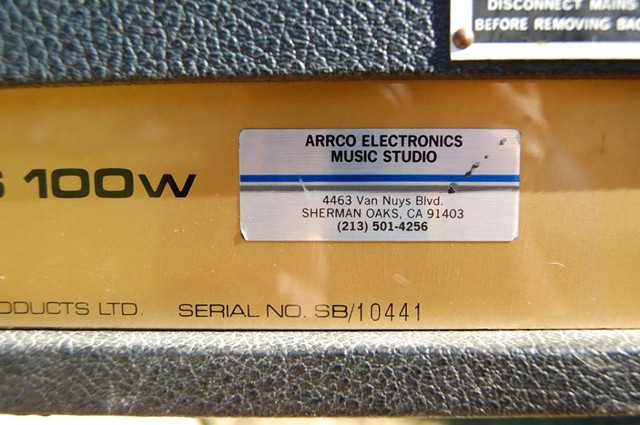 DISCONNECT MAINS
BEFORE REMOVING
ARRCO ELECTRONICS
MUSIC STUDIO
100W
4463 Van Nuys Blvd.
SHERMAN OAKS, CA 91403
(213) 501-4256
LTD. SERIAL NO. SB/10441